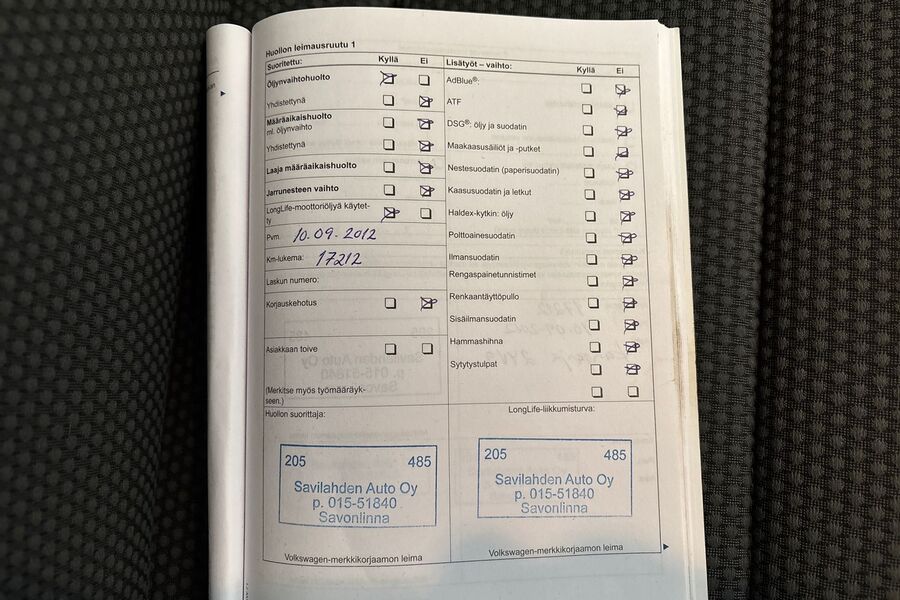 Huollon leimausruutu 1
Suoritettu: Kyllä Ei
Öljynvaihtohuolto
Yhdistettynä
Määräaikaishuolto
ml. öljynvaihto
Yhdistettynä
Laaja määräaikaishuolto
Jarrunesteen vaihto
LongLife-moottoriöljyä käytet-
ty
Pvm. 10.09.2012
Km-lukema: 17212
Laskun numero:
Korjauskehotus
Asiakkaan toive
(Merkitse myös työmääräyk-
seen.)
Huollon suorittaja:
205 485
Savilahden Auto Oy
p. 015-51840
Savonlinna
Volkswagen-merkkikorjaamon leima
Lisätyöt – vaihto: Kyllä Ei
AdBlue®:
ATF
DSG®: öljy ja suodatin
Maakaasusäiliöt ja -putket
Nestesuodatin (paperisuodatin)
Kaasusuodatin ja letkut
Haldex-kytkin: öljy
Polttoainesuodatin
Ilmansuodatin
Rengaspainetunnistimet
Renkaantäyttöpullo
Sisäilmansuodatin
Hammashihna
Sytytystulpat
LongLife-liikkumisturva:
205 485
Savilahden Auto Oy
p. 015-51840
Savonlinna
Volkswagen-merkkikorjaamon leima